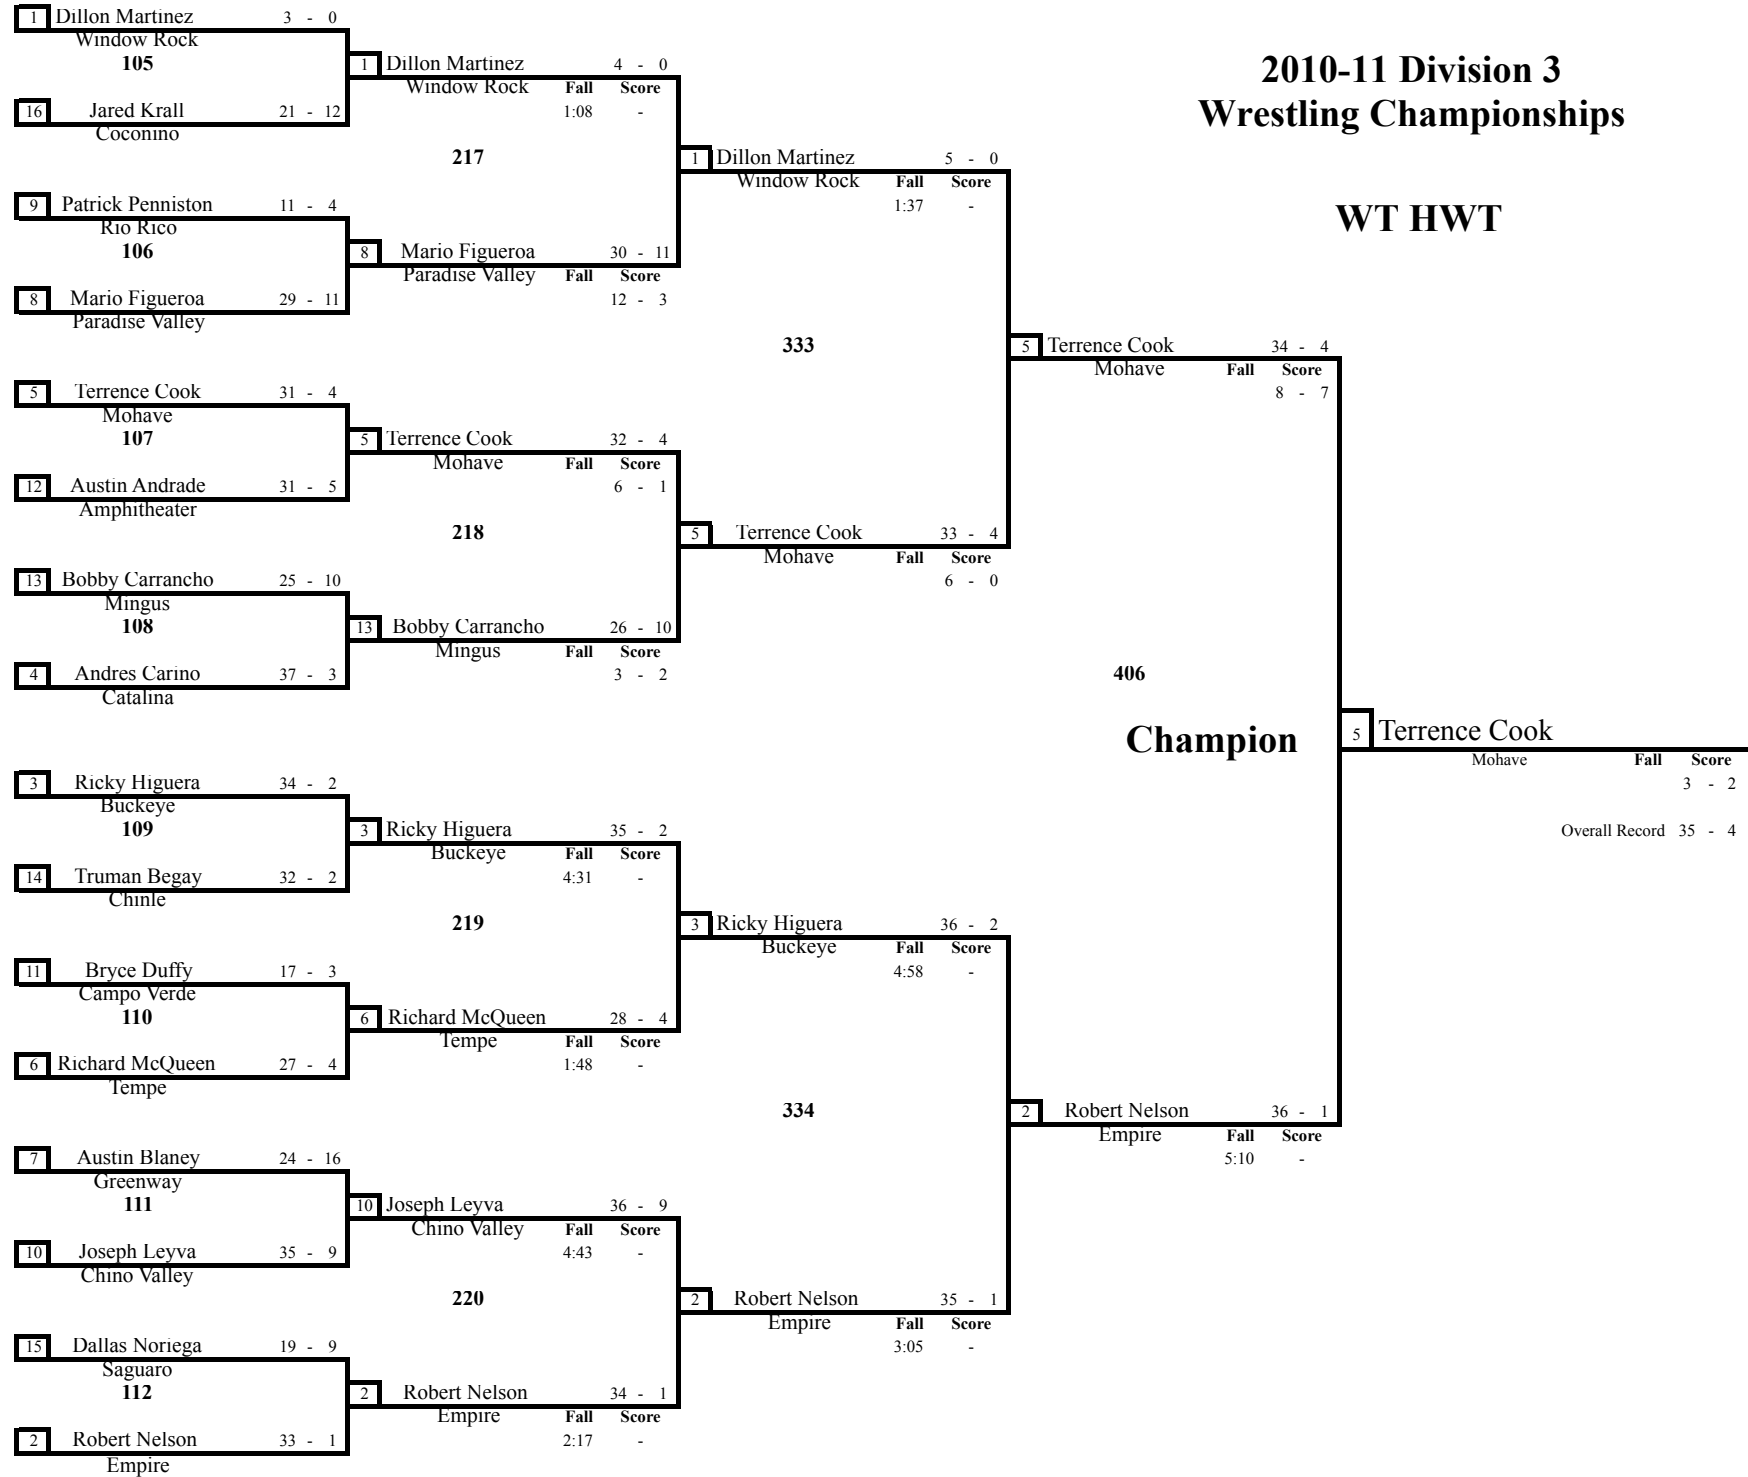 2010-11 Division 3
Wrestling Championships
WT HWT
1 Dillon Martinez 3 - 0
Window Rock
105
16 Jared Krall 21 - 12
Coconino
9 Patrick Penniston 11 - 4
Rio Rico
106
8 Mario Figueroa 29 - 11
Paradise Valley
5 Terrence Cook 31 - 4
Mohave
107
12 Austin Andrade 31 - 5
Amphitheater
13 Bobby Carrancho 25 - 10
Mingus
108
4 Andres Carino 37 - 3
Catalina
3 Ricky Higuera 34 - 2
Buckeye
109
14 Truman Begay 32 - 2
Chinle
11 Bryce Duffy 17 - 3
Campo Verde
110
6 Richard McQueen 27 - 4
Tempe
7 Austin Blaney 24 - 16
Greenway
111
10 Joseph Leyva 35 - 9
Chino Valley
15 Dallas Noriega 19 - 9
Saguaro
112
2 Robert Nelson 33 - 1
Empire
1 Dillon Martinez 4 - 0
Window Rock Fall Score
1:08 -
217
8 Mario Figueroa 30 - 11
Paradise Valley Fall Score
12 - 3
5 Terrence Cook 32 - 4
Mohave Fall Score
6 - 1
218
13 Bobby Carrancho 26 - 10
Mingus Fall Score
3 - 2
3 Ricky Higuera 35 - 2
Buckeye Fall Score
4:31 -
219
6 Richard McQueen 28 - 4
Tempe Fall Score
1:48 -
10 Joseph Leyva 36 - 9
Chino Valley Fall Score
4:43 -
220
2 Robert Nelson 34 - 1
Empire Fall Score
2:17 -
1 Dillon Martinez 5 - 0
Window Rock Fall Score
1:37 -
333
5 Terrence Cook 33 - 4
Mohave Fall Score
6 - 0
3 Ricky Higuera 36 - 2
Buckeye Fall Score
4:58 -
334
2 Robert Nelson 35 - 1
Empire Fall Score
3:05 -
5 Terrence Cook 34 - 4
Mohave Fall Score
8 - 7
406
2 Robert Nelson 36 - 1
Empire Fall Score
5:10 -
Champion
5 Terrence Cook
Mohave Fall Score
3 - 2
Overall Record 35 - 4